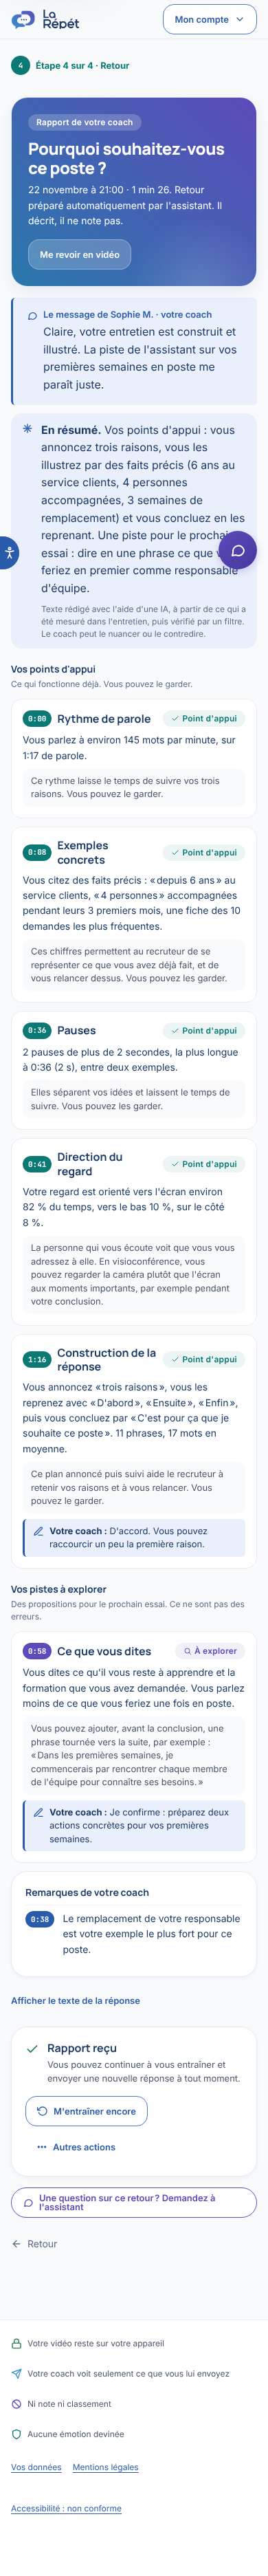 La
Répét
Mon compte
4
Étape 4 sur 4 · Retour
Rapport de votre coach
Pourquoi souhaitez-vous
ce poste ?
22 novembre à 21:00 · 1 min 26. Retour
préparé automatiquement par l'assistant. Il
décrit, il ne note pas.
Me revoir en vidéo
Le message de Sophie M. · votre coach
Claire, votre entretien est construit et
illustré. La piste de l'assistant sur vos
premières semaines en poste me
paraît juste.
En résumé. Vos points d'appui : vous
annoncez trois raisons, vous les
illustrez par des faits précis (6 ans au
service clients, 4 personnes
accompagnées, 3 semaines de
remplacement) et vous concluez en les
reprenant. Une piste pour le prochain
essai : dire en une phrase ce que
feriez en premier comme responsable
d'équipe.
Texte rédigé avec l'aide d'une IA, à partir de ce qui a
été mesuré dans l'entretien, puis vérifié par un filtre.
Le coach peut le nuancer ou le contredire.
Vos points d'appui
Ce qui fonctionne déjà. Vous pouvez le garder.
0:00
Rythme de parole
Point d'appui
Vous parlez à environ 145 mots par minute, sur
1:17 de parole.
Ce rythme laisse le temps de suivre vos trois
raisons. Vous pouvez le garder.
0:08
Exemples
concrets
Point d'appui
Vous citez des faits précis : « depuis 6 ans » au
service clients, « 4 personnes » accompagnées
pendant leurs 3 premiers mois, une fiche des 10
demandes les plus fréquentes.
Ces chiffres permettent au recruteur de se
représenter ce que vous avez déjà fait, et de
vous relancer dessus. Vous pouvez les garder.
0:36
Pauses
Point d'appui
2 pauses de plus de 2 secondes, la plus longue
à 0:36 (2 s), entre deux exemples.
Elles séparent vos idées et laissent le temps de
suivre. Vous pouvez les garder.
0:41
Direction du
regard
Point d'appui
Votre regard est orienté vers l'écran environ
82 % du temps, vers le bas 10 %, sur le côté
8 %.
La personne qui vous écoute voit que vous vous
adressez à elle. En visioconférence, vous
pouvez regarder la caméra plutôt que l'écran
aux moments importants, par exemple pendant
votre conclusion.
1:16
Construction de la
réponse
Point d'appui
Vous annoncez « trois raisons », vous les
reprenez avec « D'abord », « Ensuite », « Enfin »,
puis vous concluez par « C'est pour ça que je
souhaite ce poste ». 11 phrases, 17 mots en
moyenne.
Ce plan annoncé puis suivi aide le recruteur à
retenir vos raisons et à vous relancer. Vous
pouvez le garder.
Votre coach : D'accord. Vous pouvez
raccourcir un peu la première raison.
Vos pistes à explorer
Des propositions pour le prochain essai. Ce ne sont pas des
erreurs.
0:58
Ce que vous dites
À explorer
Vous dites ce qu'il vous reste à apprendre et la
formation que vous avez demandée. Vous parlez
moins de ce que vous feriez une fois en poste.
Vous pouvez ajouter, avant la conclusion, une
phrase tournée vers la suite, par exemple :
« Dans les premières semaines, je
commencerais par rencontrer chaque membre
de l'équipe pour connaître ses besoins. »
Votre coach : Je confirme : préparez deux
actions concrètes pour vos premières
semaines.
Remarques de votre coach
0:38
Le remplacement de votre responsable
est votre exemple le plus fort pour ce
poste.
Afficher le texte de la réponse
Rapport reçu
Vous pouvez continuer à vous entraîner et
envoyer une nouvelle réponse à tout moment.
M'entraîner encore
Autres actions
Une question sur ce retour ? Demandez à
l'assistant
Retour
Votre vidéo reste sur votre appareil
Votre coach voit seulement ce que vous lui envoyez
Ni note ni classement
Aucune émotion devinée
Vos données
Mentions légales
Accessibilité : non conforme